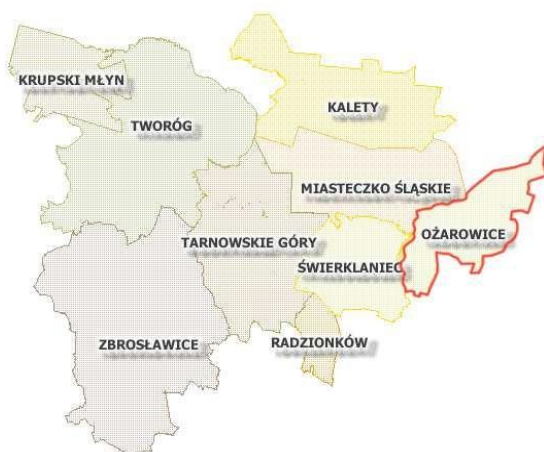 KRUPSKI MŁYN
KALETY
TWORÓG
MIASTECZKO ŚLĄSKIE
OŻAROWICE
TARNOWSKIE GÓRY
ŚWIERKLANIEC
ZBROSŁAWICE
RADZIONKÓW